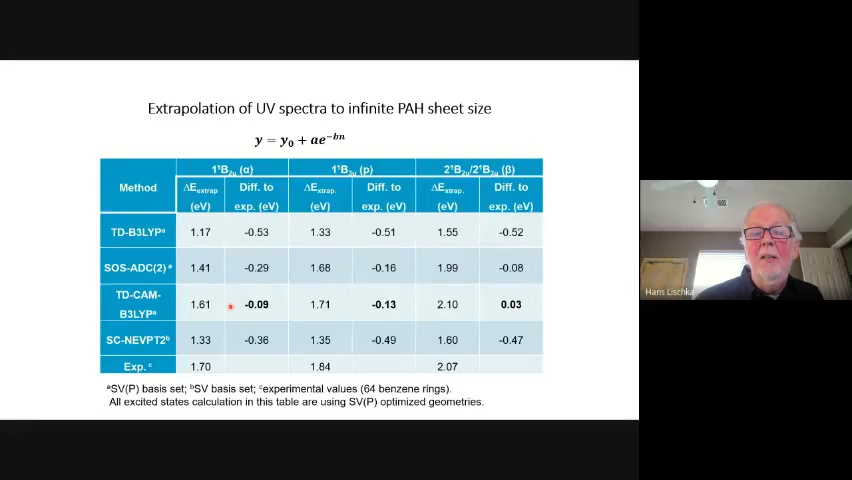 Extrapolation of UV spectra to infinite PAH sheet size
y = y₀ + ae⁻ᵇⁿ
Method 1¹B₂ᵤ (α) 1¹B₃ᵤ (p) 2¹B₂ᵤ/2¹B₃ᵤ (β)
ΔEextrap (eV) Diff. to exp. (eV) ΔEextrap. (eV) Diff. to exp. (eV) ΔEextrap. (eV) Diff. to exp. (eV)
TD-B3LYPᵃ 1.17 -0.53 1.33 -0.51 1.55 -0.52
SOS-ADC(2) ᵃ 1.41 -0.29 1.68 -0.16 1.99 -0.08
TD-CAM-B3LYPᵃ 1.61 -0.09 1.71 -0.13 2.10 0.03
SC-NEVPT2ᵇ 1.33 -0.36 1.35 -0.49 1.60 -0.47
Exp. ᶜ 1.70 1.84 2.07
ᵃSV(P) basis set; ᵇSV basis set; ᶜexperimental values (64 benzene rings).
All excited states calculation in this table are using SV(P) optimized geometries.
Hans Lischka